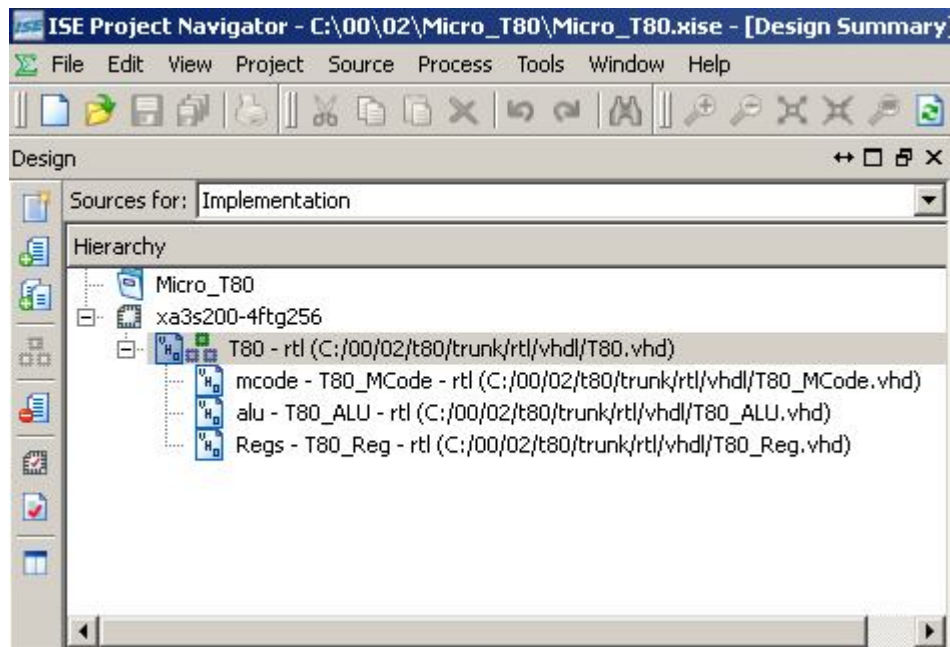 ISE Project Navigator - C:\00\02\Micro_T80\Micro_T80.xise - [Design Summary]
File Edit View Project Source Process Tools Window Help
Design
Sources for: Implementation
Hierarchy
Micro_T80
xa3s200-4ftg256
T80 - rtl (C:/00/02/t80/trunk/rtl/vhdl/T80.vhd)
mcode - T80_MCode - rtl (C:/00/02/t80/trunk/rtl/vhdl/T80_MCode.vhd)
alu - T80_ALU - rtl (C:/00/02/t80/trunk/rtl/vhdl/T80_ALU.vhd)
Regs - T80_Reg - rtl (C:/00/02/t80/trunk/rtl/vhdl/T80_Reg.vhd)